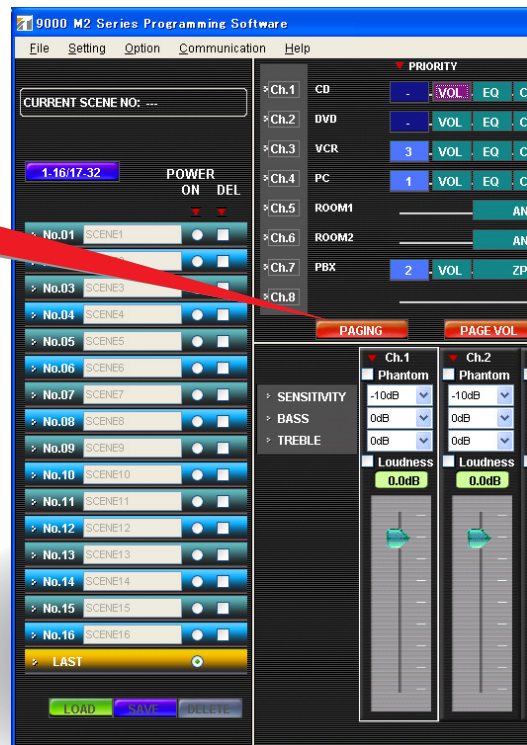 9000 M2 Series Programming Software
File Setting Option Communication Help
CURRENT SCENE NO: ---
1-16/17-32
POWER
ON DEL
No.01 SCENE1
No.03 SCENE3
No.04 SCENE4
No.05 SCENE5
No.06 SCENE6
No.07 SCENE7
No.08 SCENE8
No.09 SCENE9
No.10 SCENE10
No.11 SCENE11
No.12 SCENE12
No.13 SCENE13
No.14 SCENE14
No.15 SCENE15
No.16 SCENE16
LAST
LOAD SAVE DELETE
PRIORITY
Ch.1 CD - VOL EQ C
Ch.2 DVD - VOL EQ C
Ch.3 VCR 3 VOL EQ C
Ch.4 PC 1 VOL EQ C
Ch.5 ROOM1 AN
Ch.6 ROOM2 AN
Ch.7 PBX 2 VOL ZP
Ch.8
PAGING PAGE VOL
Ch.1 Ch.2
Phantom Phantom
SENSITIVITY -10dB -10dB
BASS 0dB 0dB
TREBLE 0dB 0dB
Loudness Loudness
0.0dB 0.0dB